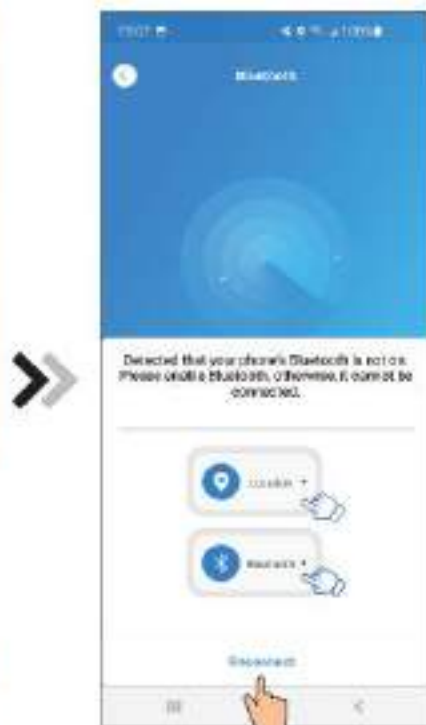 Bluetooth
Detected that your phone's Bluetooth is not on.
Please enable Bluetooth, otherwise, it cannot be
connected.
Location
Bluetooth